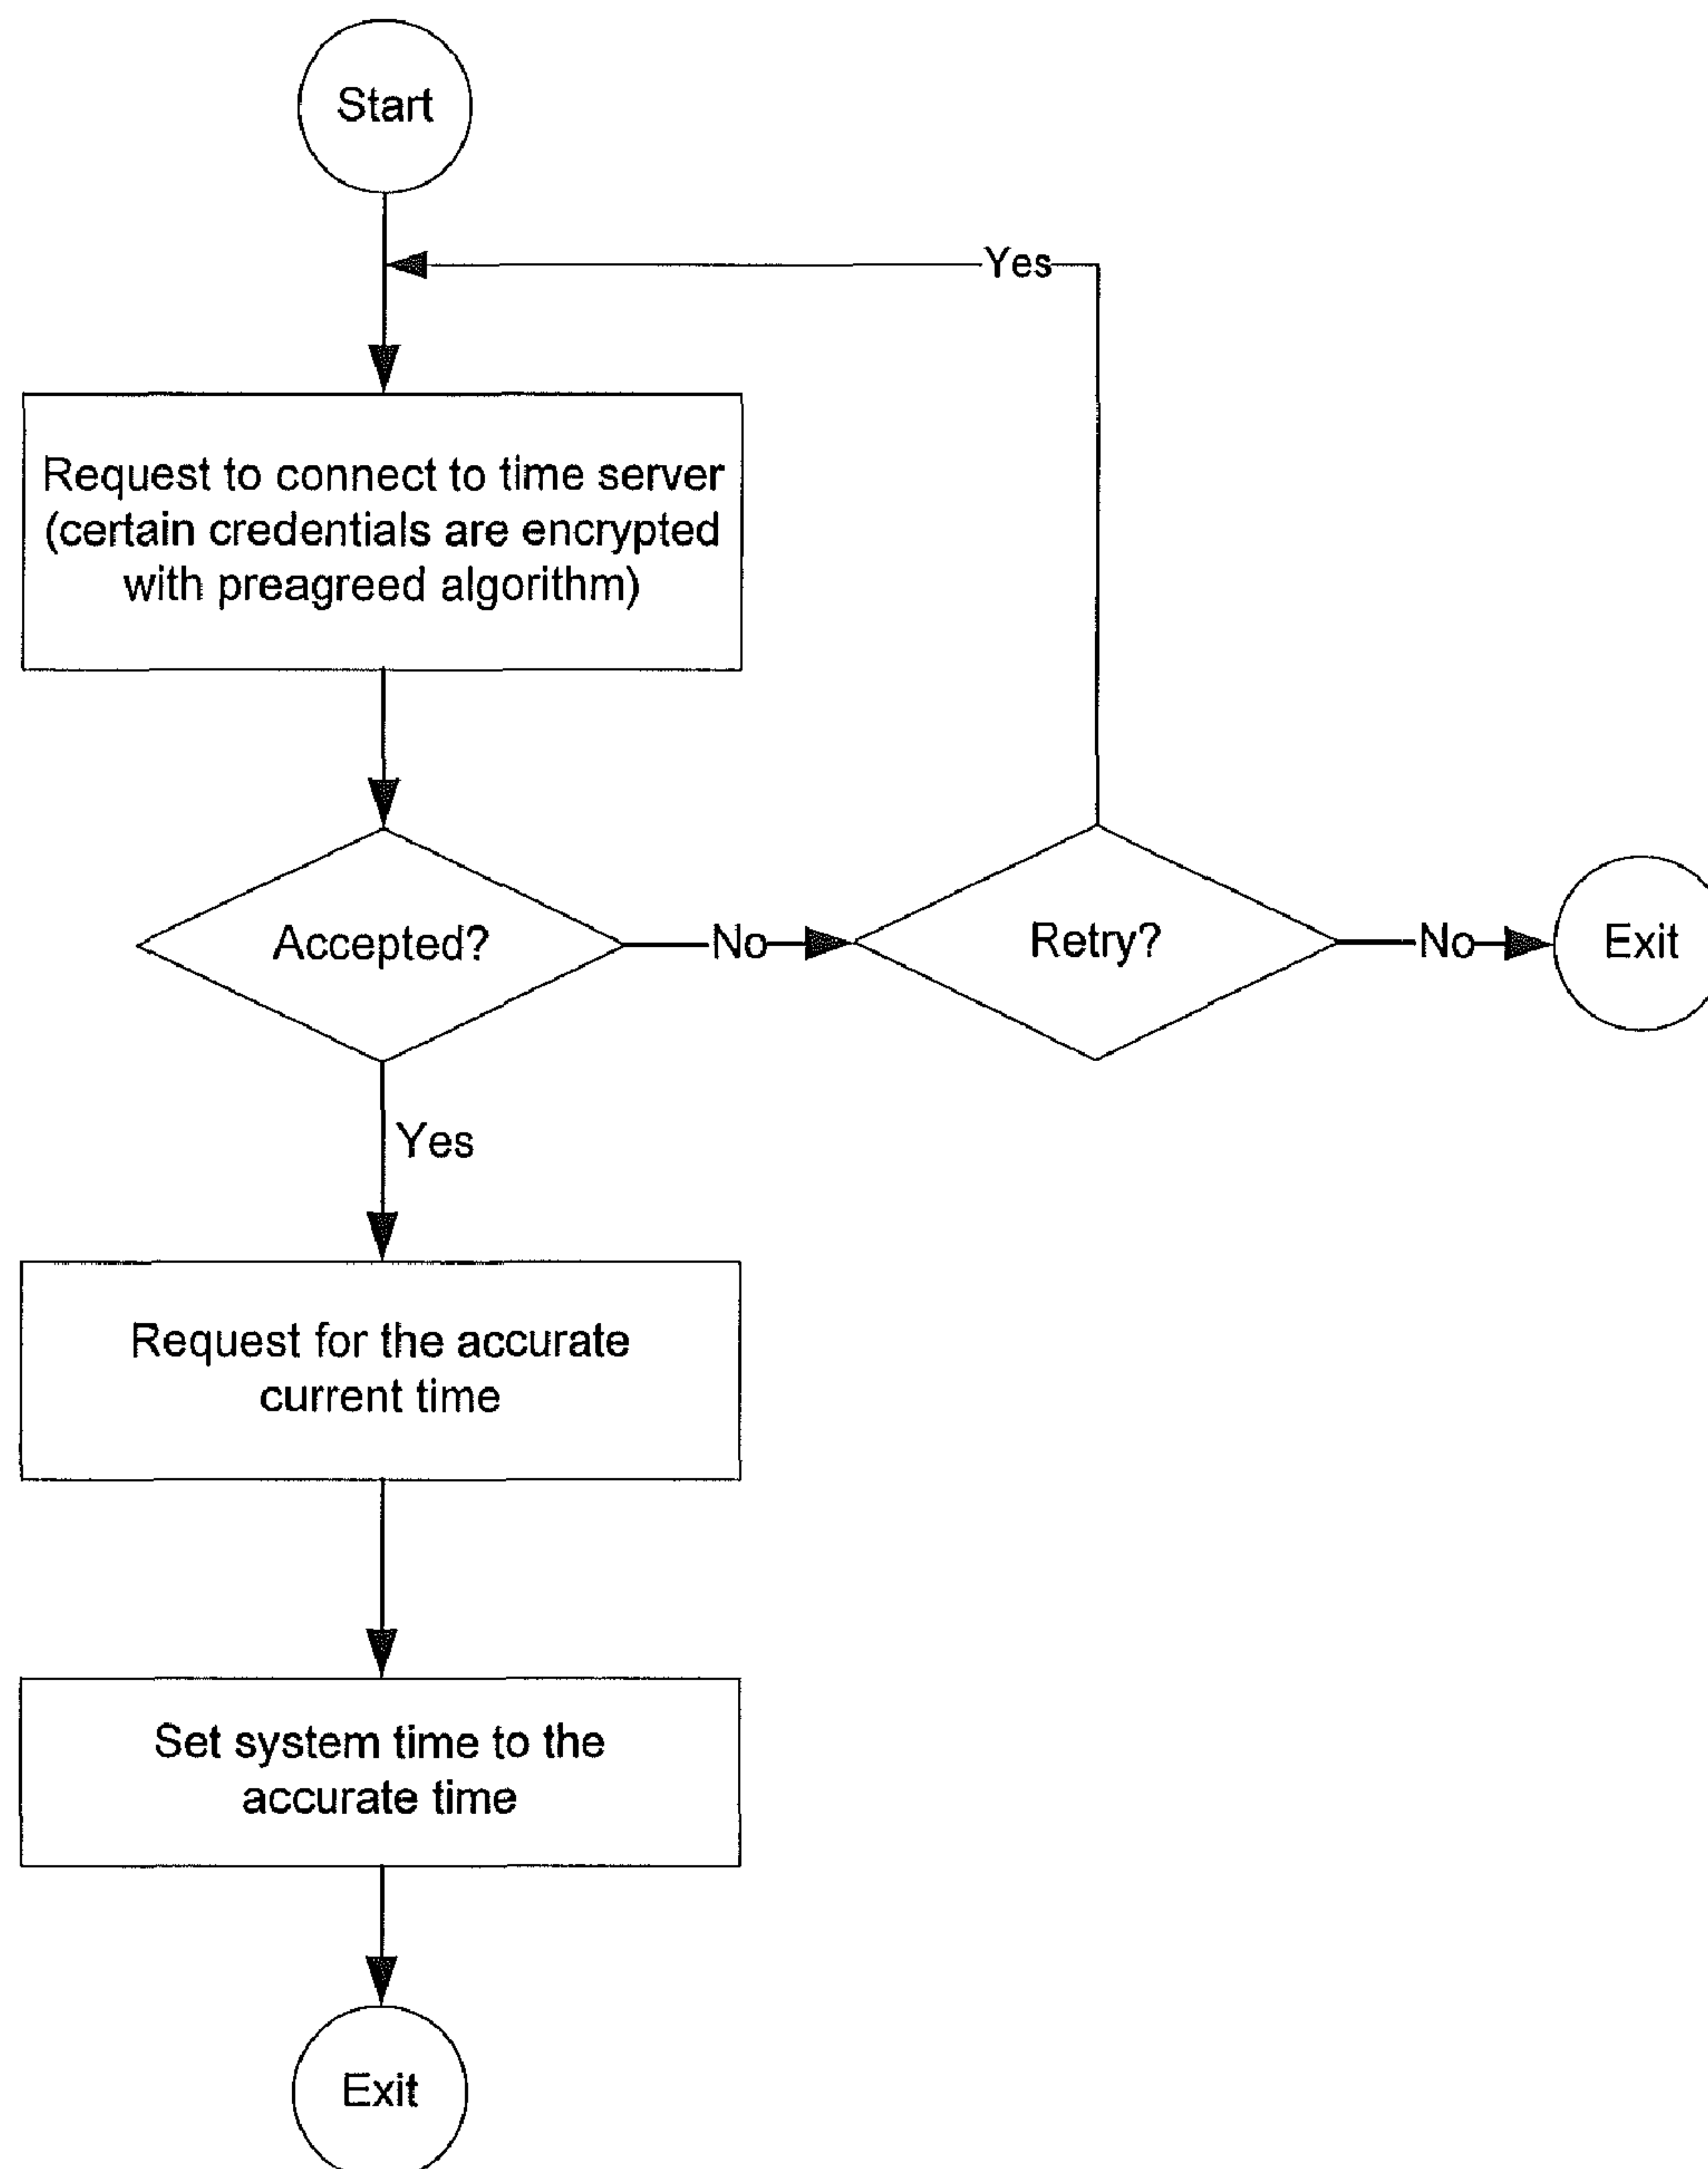 Start
Yes
Request to connect to time server
(certain credentials are encrypted
with preagreed algorithm)
Accepted?
No
Retry?
No
Exit
Yes
Request for the accurate
current time
Set system time to the
accurate time
Exit